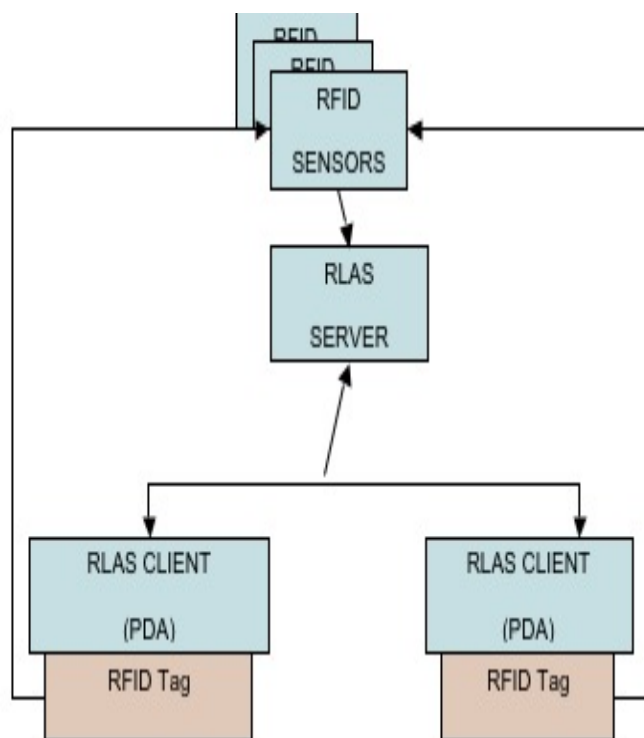 RFID
RFID
RFID
SENSORS
RLAS
SERVER
RLAS CLIENT
(PDA)
RFID Tag
RLAS CLIENT
(PDA)
RFID Tag